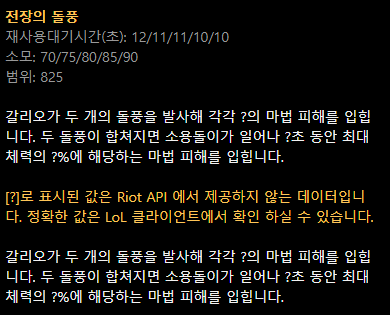 전장의 돌풍
재사용대기시간(초): 12/11/11/10/10
소모: 70/75/80/85/90
범위: 825
갈리오가 두 개의 돌풍을 발사해 각각 ?의 마법 피해를 입힙
니다. 두 돌풍이 합쳐지면 소용돌이가 일어나 ?초 동안 최대
체력의 ?%에 해당하는 마법 피해를 입힙니다.
[?]로 표시된 값은 Riot API 에서 제공하지 않는 데이터입니
다. 정확한 값은 LoL 클라이언트에서 확인 하실 수 있습니다.
갈리오가 두 개의 돌풍을 발사해 각각 ?의 마법 피해를 입힙
니다. 두 돌풍이 합쳐지면 소용돌이가 일어나 ?초 동안 최대
체력의 ?%에 해당하는 마법 피해를 입힙니다.